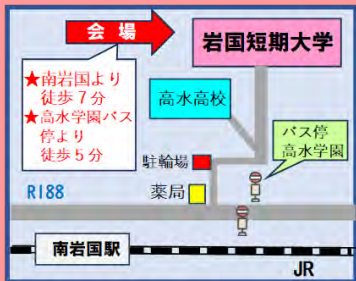 会場
岩国短期大学
★南岩国より
徒歩7分
★高水学園バス
停より
徒歩5分
高水高校
バス停
高水学園
駐輪場
薬局
R188
南岩国駅
JR